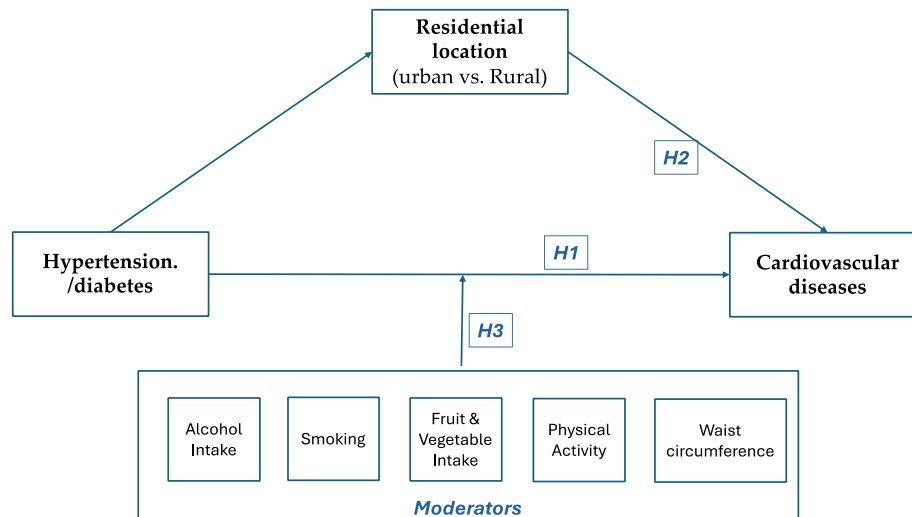 Residential
location
(urban vs. Rural)
H2
Hypertension.
/diabetes
H1
Cardiovascular
diseases
H3
Alcohol
Intake
Smoking
Fruit &
Vegetable
Intake
Physical
Activity
Waist
circumference
Moderators